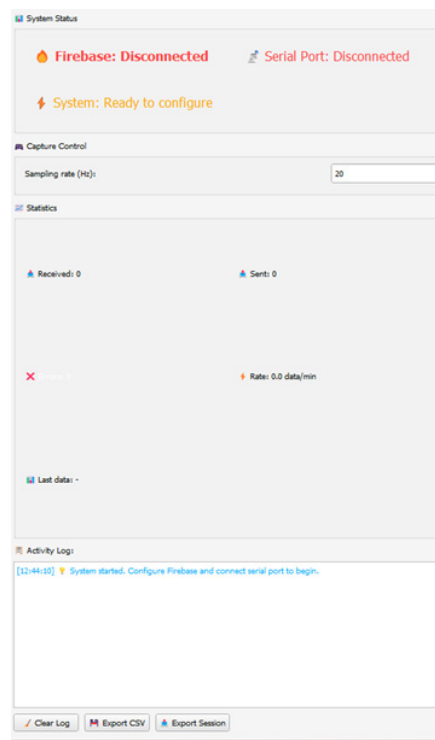 System Status
Firebase: Disconnected
Serial Port: Disconnected
System: Ready to configure
Capture Control
Sampling rate (Hz):
20
Statistics
Received: 0
Sent: 0
Rate: 0.0 data/min
Last data: -
Activity Log:
[12:44:10] System started. Configure Firebase and connect serial port to begin.
Clear Log
Export CSV
Export Session